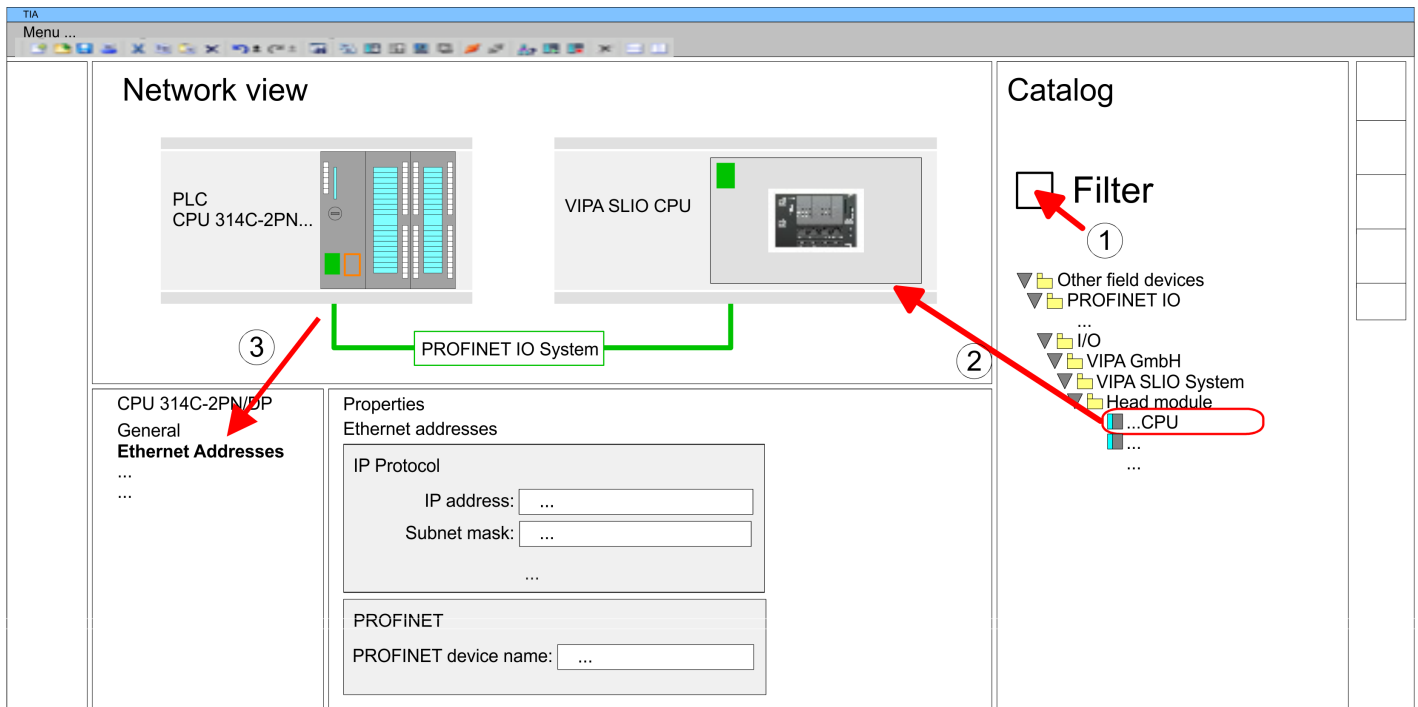 TIA
Menu ...
Network view
PLC
CPU 314C-2PN...
VIPA SLIO CPU
PROFINET IO System
3
2
Catalog
Filter
1
Other field devices
PROFINET IO
...
I/O
VIPA GmbH
VIPA SLIO System
Head module
...CPU
...
...
CPU 314C-2PN/DP
General
Ethernet Addresses
...
...
Properties
Ethernet addresses
IP Protocol
IP address: ...
Subnet mask: ...
...
PROFINET
PROFINET device name: ...